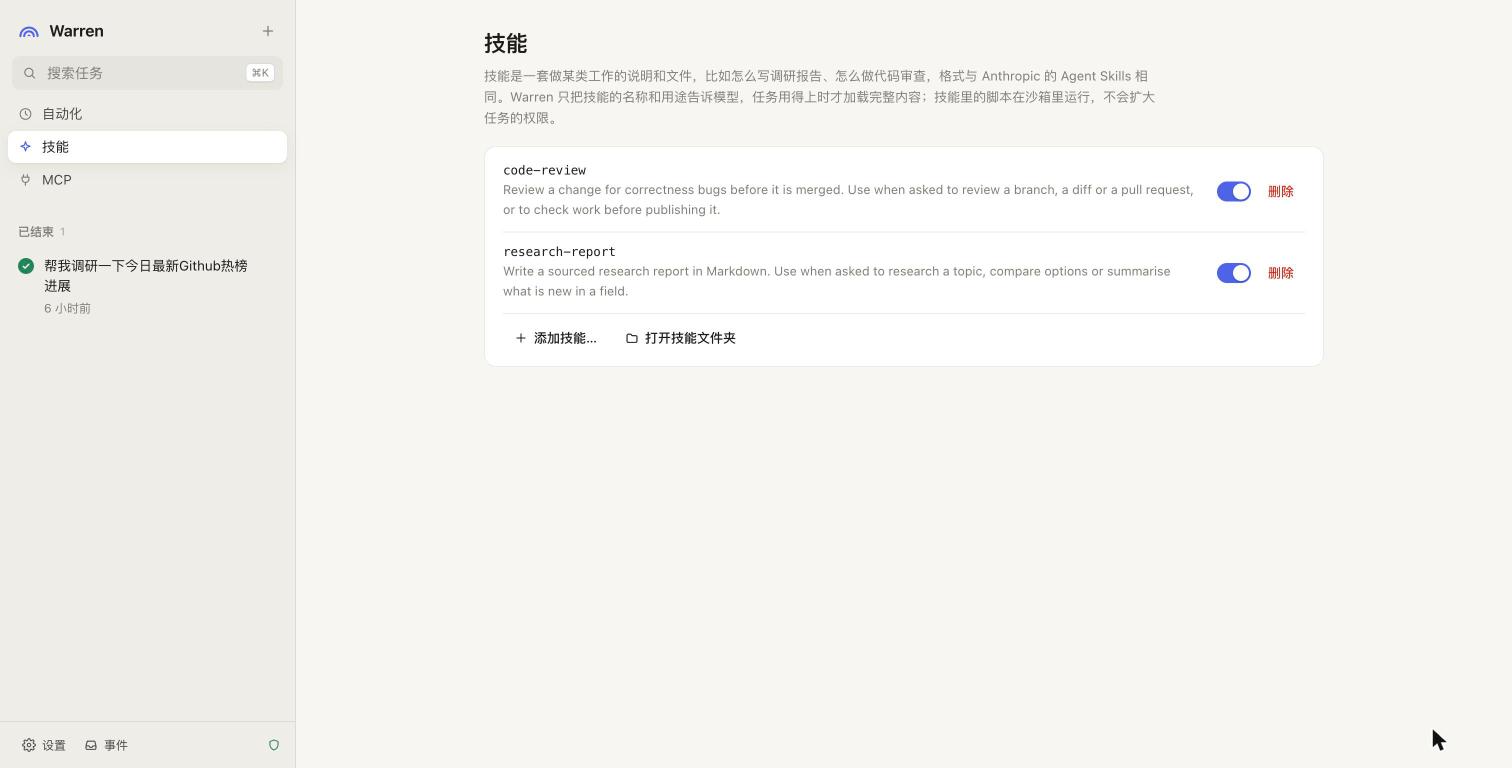 Warren
搜索任务
⌘K
自动化
技能
MCP
已结束 1
帮我调研一下今日最新Github热榜
进展
6 小时前
设置
事件
技能
技能是一套做某类工作的说明和文件，比如怎么写调研报告、怎么做代码审查，格式与 Anthropic 的 Agent Skills 相
同。Warren 只把技能的名称和用途告诉模型，任务用得上时才加载完整内容；技能里的脚本在沙箱里运行，不会扩大
任务的权限。
code-review
Review a change for correctness bugs before it is merged. Use when asked to review a branch, a diff or a pull request,
or to check work before publishing it.
删除
research-report
Write a sourced research report in Markdown. Use when asked to research a topic, compare options or summarise
what is new in a field.
删除
添加技能...
打开技能文件夹